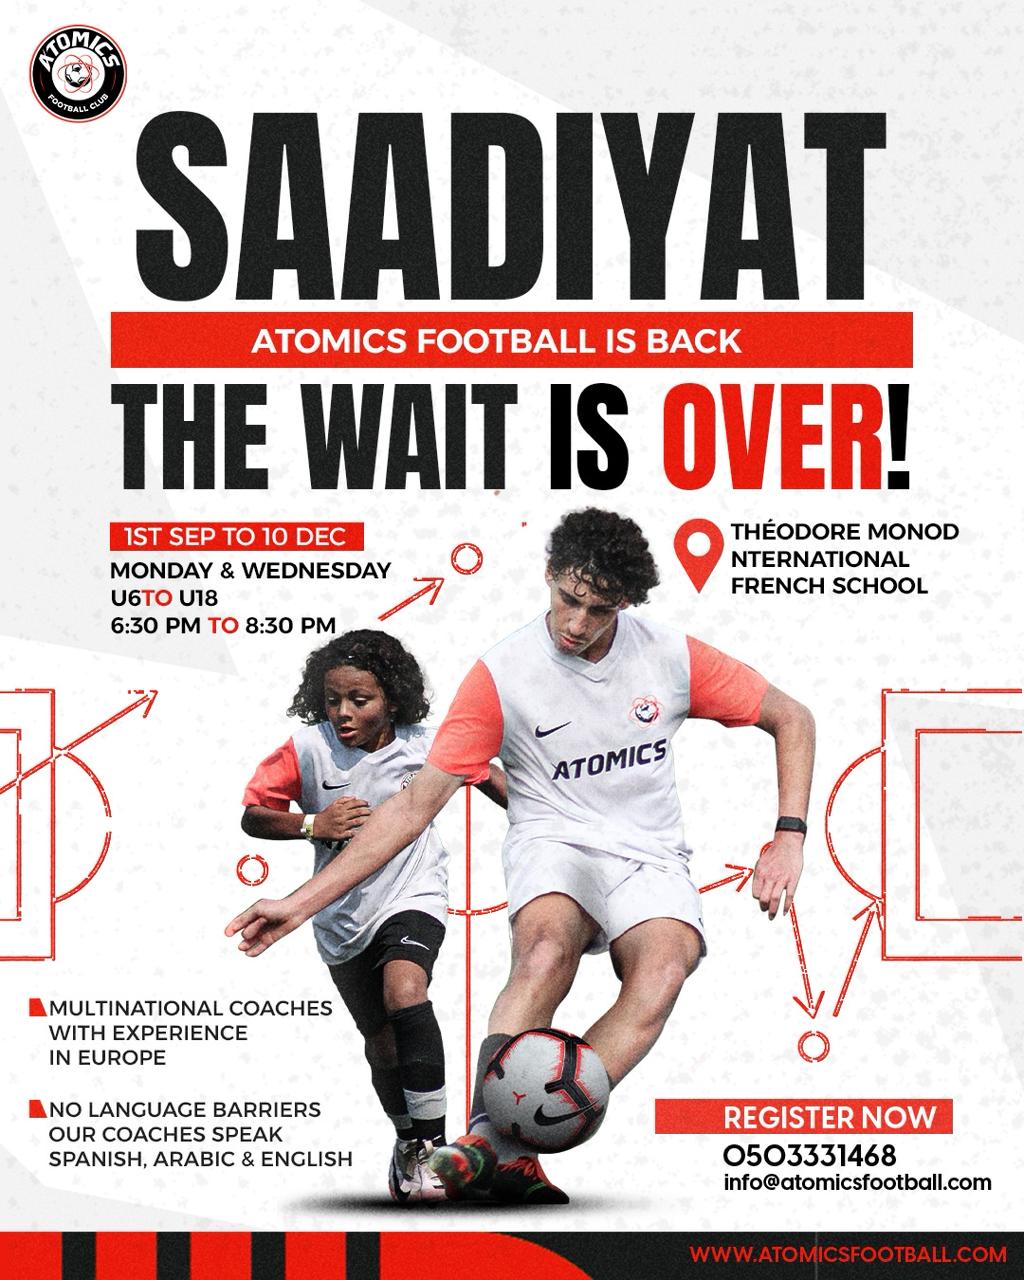 ATOMICS
FOOTBALL CLUB
SAADIYAT
ATOMICS FOOTBALL IS BACK
THE WAIT IS OVER!
1ST SEP TO 10 DEC
MONDAY & WEDNESDAY
U6TO U18
6:30 PM TO 8:30 PM
THÉODORE MONOD
NTERNATIONAL
FRENCH SCHOOL
ATOMICS
MULTINATIONAL COACHES
WITH EXPERIENCE
IN EUROPE
NO LANGUAGE BARRIERS
OUR COACHES SPEAK
SPANISH, ARABIC & ENGLISH
REGISTER NOW
0503331468
info@atomicsfootball.com
WWW.ATOMICSFOOTBALL.COM